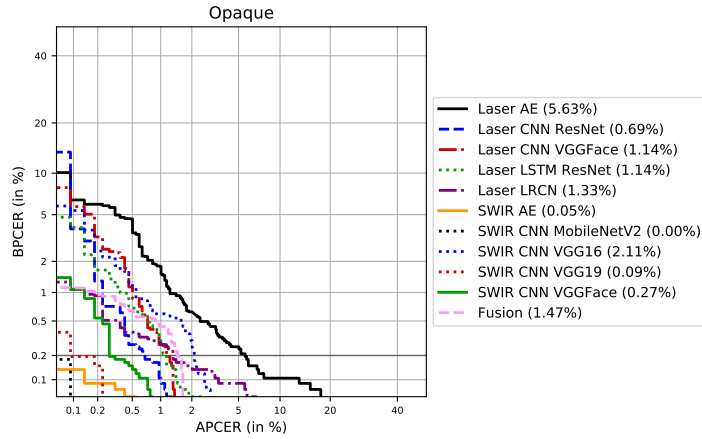 Opaque
BPCER (in %)
40
20
10
5
2
1
0.5
0.2
0.1
0.1 0.2 0.5 1 2 5 10 20 40
APCER (in %)
Laser AE (5.63%)
Laser CNN ResNet (0.69%)
Laser CNN VGGFace (1.14%)
Laser LSTM ResNet (1.14%)
Laser LRCN (1.33%)
SWIR AE (0.05%)
SWIR CNN MobileNetV2 (0.00%)
SWIR CNN VGG16 (2.11%)
SWIR CNN VGG19 (0.09%)
SWIR CNN VGGFace (0.27%)
Fusion (1.47%)